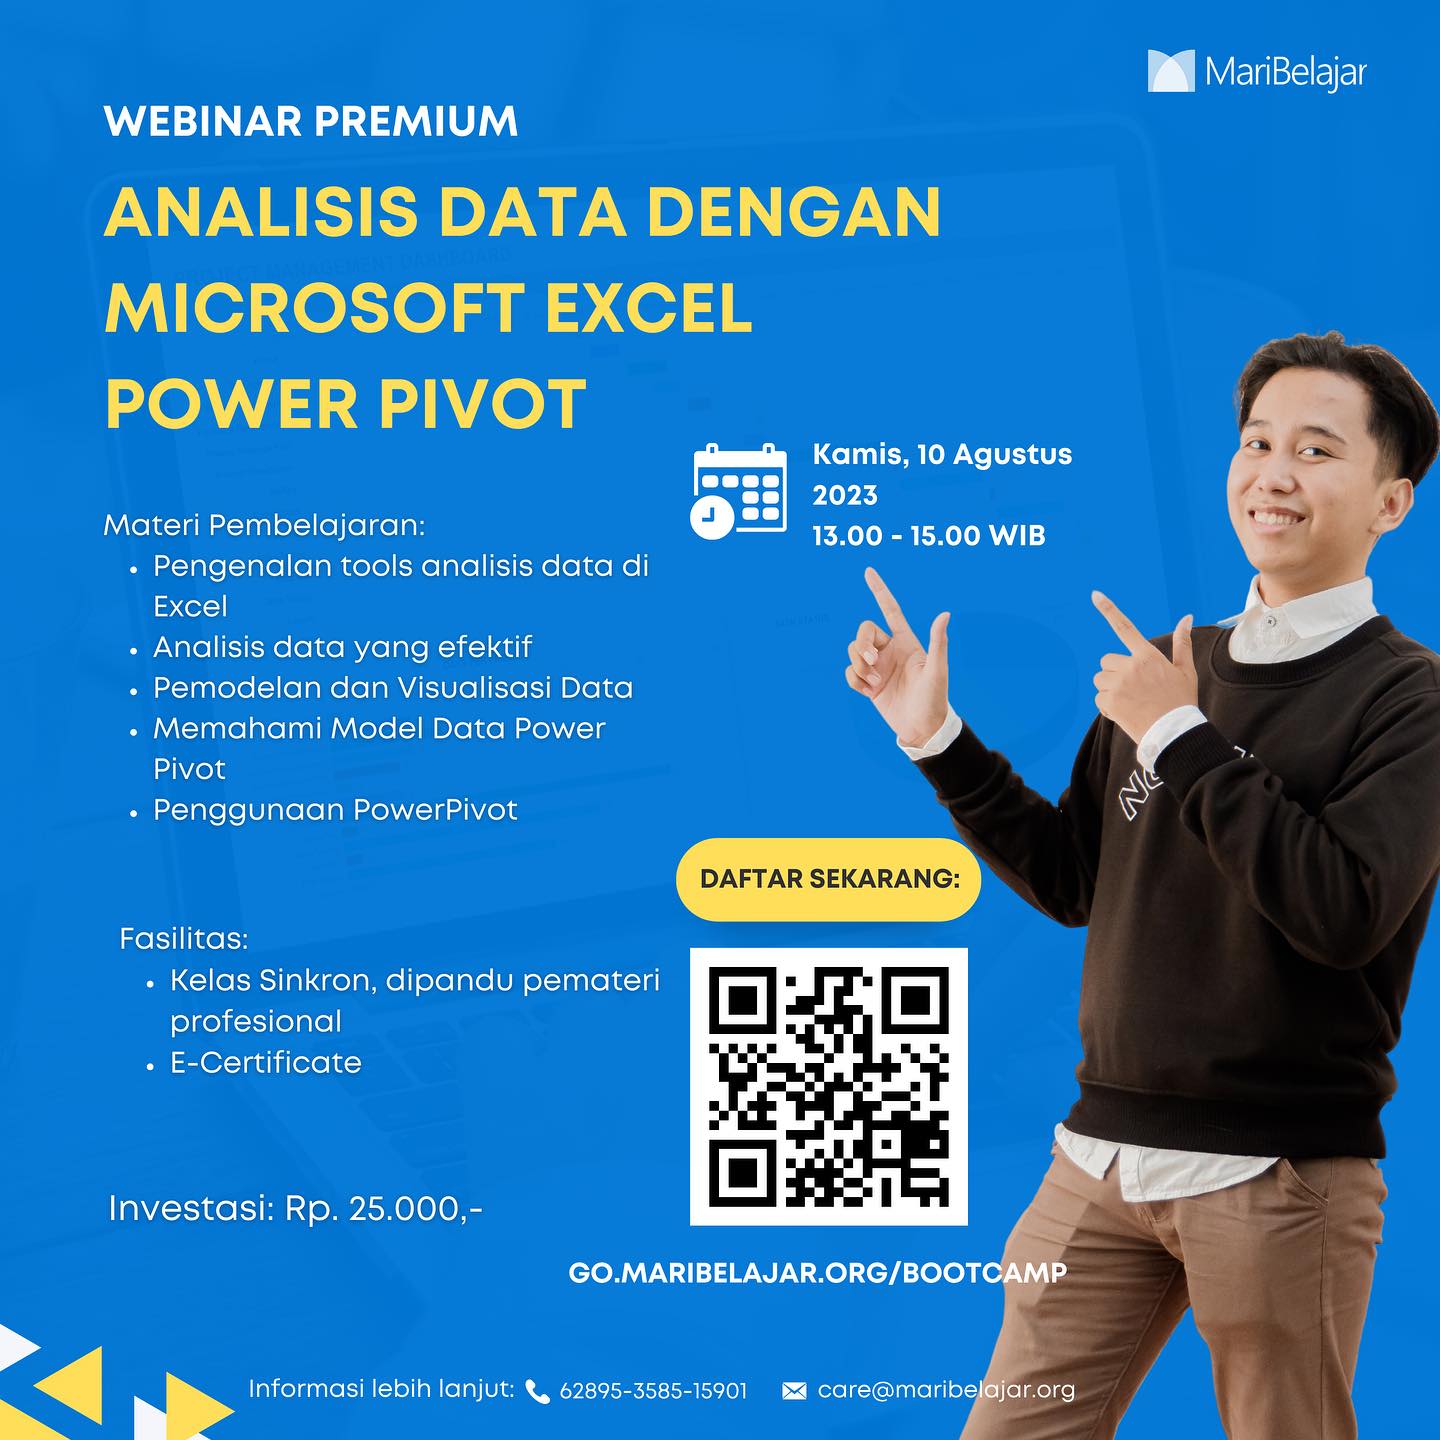 MariBelajar
WEBINAR PREMIUM
ANALISIS DATA DENGAN
MICROSOFT EXCEL
POWER PIVOT
Kamis, 10 Agustus
2023
13.00 - 15.00 WIB
Materi Pembelajaran:
• Pengenalan tools analisis data di
Excel
• Analisis data yang efektif
• Pemodelan dan Visualisasi Data
• Memahami Model Data Power
Pivot
• Penggunaan PowerPivot
Fasilitas:
• Kelas Sinkron, dipandu pemateri
profesional
• E-Certificate
Investasi: Rp. 25.000,-
DAFTAR SEKARANG:
GO.MARIBELAJAR.ORG/BOOTCAMP
Informasi lebih lanjut: 62895-3585-15901 care@maribelajar.org